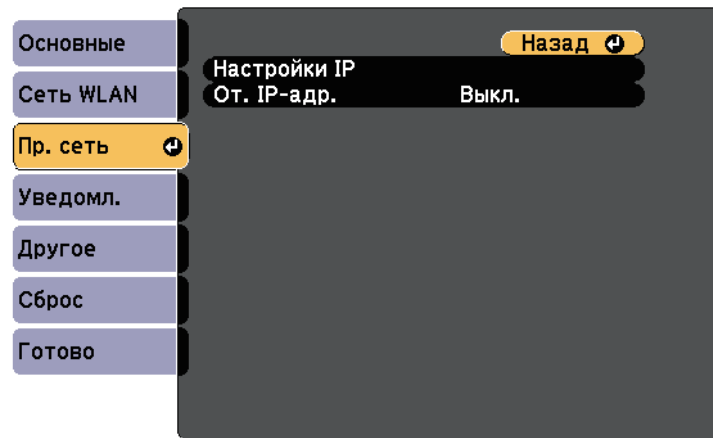 Основные
Сеть WLAN
Пр. сеть
Уведомл.
Другое
Сброс
Готово
Назад
Настройки IP
От. IP-адр. Выкл.